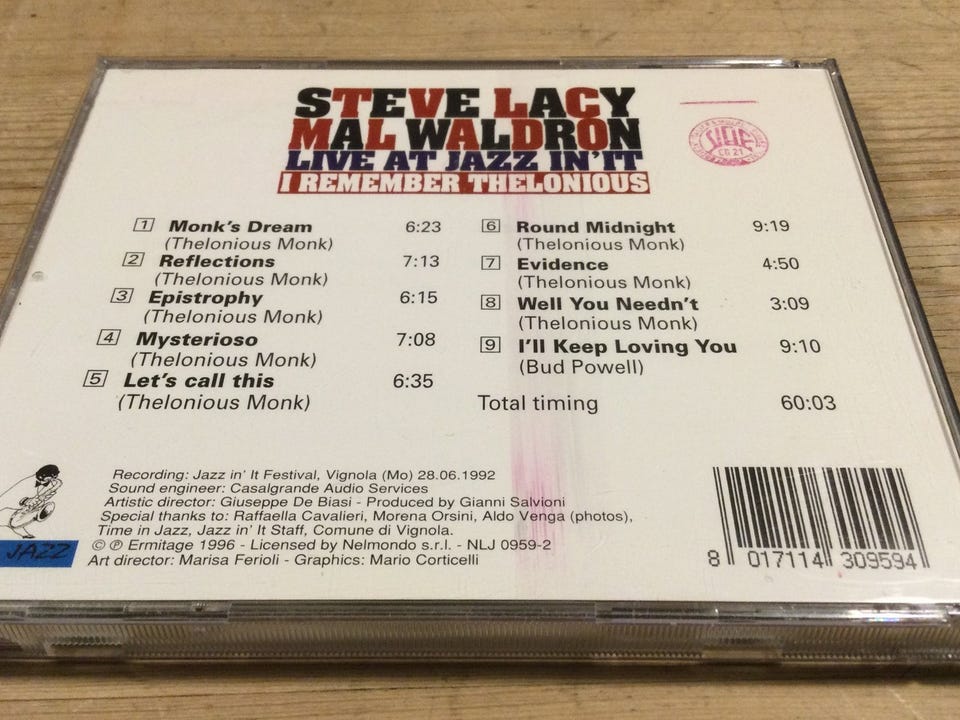 STEVE LACY
MAL WALDRON
LIVE AT JAZZ IN' IT
I REMEMBER THELONIOUS
SIAE
1 Monk's Dream 6:23
(Thelonious Monk)
2 Reflections 7:13
(Thelonious Monk)
3 Epistrophy 6:15
(Thelonious Monk)
4 Mysterioso 7:08
(Thelonious Monk)
5 Let's call this 6:35
(Thelonious Monk)
6 Round Midnight 9:19
(Thelonious Monk)
7 Evidence 4:50
(Thelonious Monk)
8 Well You Needn't 3:09
(Thelonious Monk)
9 I'll Keep Loving You 9:10
(Bud Powell)
Total timing 60:03
Recording: Jazz in' It Festival, Vignola (Mo) 28.06.1992
Sound engineer: Casalgrande Audio Services
Artistic director: Giuseppe De Biasi - Produced by Gianni Salvioni
Special thanks to: Raffaella Cavalieri, Morena Orsini, Aldo Venga (photos),
Time in Jazz, Jazz in' It Staff, Comune di Vignola.
© ℗ Ermitage 1996 - Licensed by Nelmondo s.r.l. - NLJ 0959-2
Art director: Marisa Ferioli - Graphics: Mario Corticelli
JAZZ
8 017114 309594